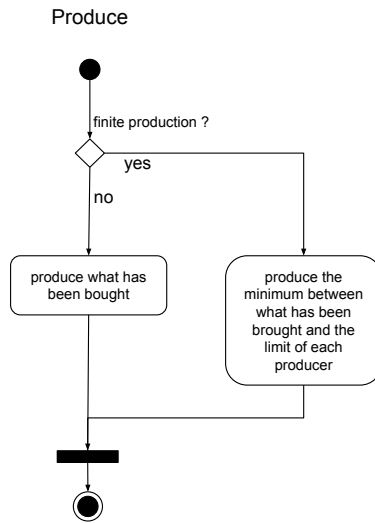 Produce
finite production ?
yes
no
produce what has
been bought
produce the
minimum between
what has been
brought and the
limit of each
producer